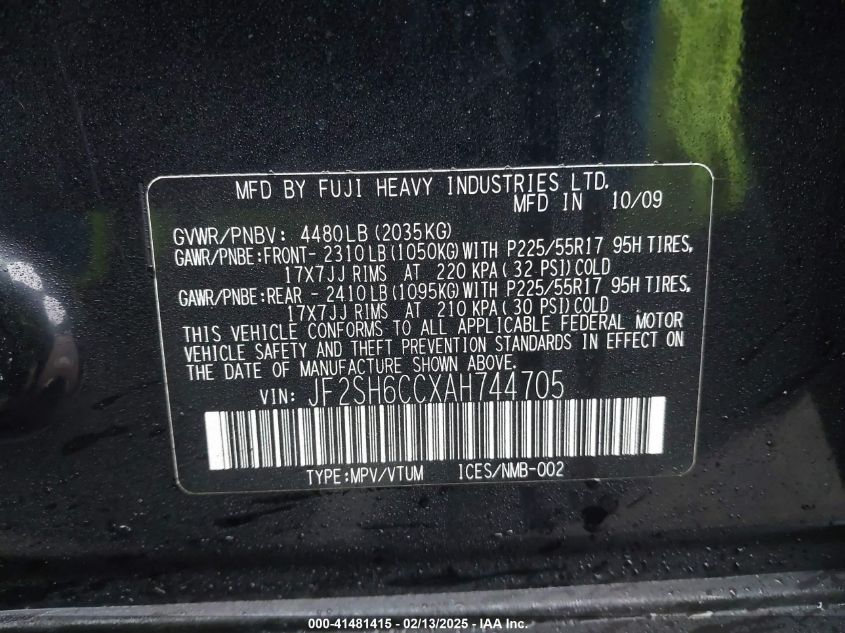 MFD BY FUJI HEAVY INDUSTRIES LTD.
MFD IN 10/09
GVWR/PNBV: 4480LB (2035KG)
GAWR/PNBE:FRONT- 2310LB(1050KG)WITH P225/55R17 95H TIRES,
17X7JJ RIMS AT 220 KPA( 32 PSI)COLD
GAWR/PNBE:REAR - 2410LB(1095KG)WITH P225/55R17 95H TIRES,
17X7JJ RIMS AT 210 KPA( 30 PSI)COLD
THIS VEHICLE CONFORMS TO ALL APPLICABLE FEDERAL MOTOR
VEHICLE SAFETY AND THEFT PREVENTION STANDARDS IN EFFECT ON
THE DATE OF MANUFACTURE SHOWN ABOVE.
VIN: JF2SH6CCXAH744705
TYPE:MPV/VTUM ICES/NMB-002
000-41481415 - 02/13/2025 - IAA Inc.